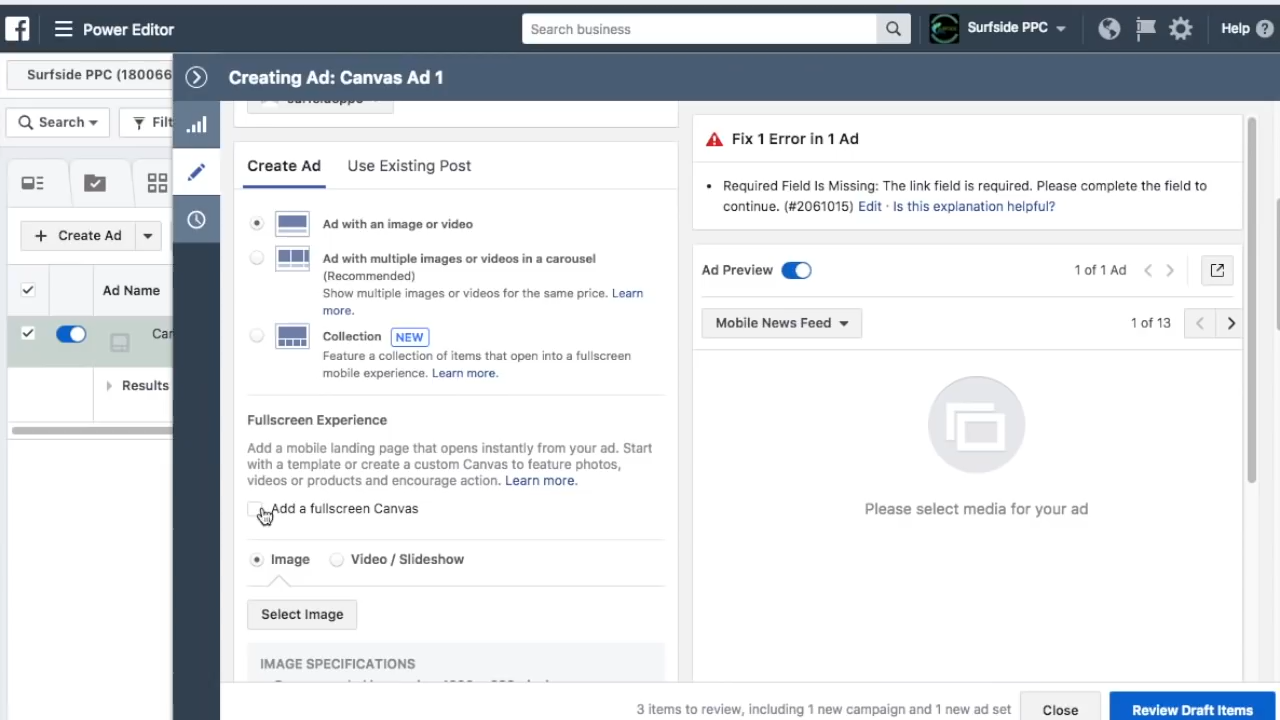 Power Editor
Search business
Surfside PPC
Help
Surfside PPC (180066
Creating Ad: Canvas Ad 1
Search
Filt
Create Ad
Ad Name
Can
Results
surfsideppc
Create Ad
Use Existing Post
Ad with an image or video
Ad with multiple images or videos in a carousel
(Recommended)
Show multiple images or videos for the same price. Learn
more.
Collection NEW
Feature a collection of items that open into a fullscreen
mobile experience. Learn more.
Fullscreen Experience
Add a mobile landing page that opens instantly from your ad. Start
with a template or create a custom Canvas to feature photos,
videos or products and encourage action. Learn more.
Add a fullscreen Canvas
Image
Video / Slideshow
Select Image
IMAGE SPECIFICATIONS
Fix 1 Error in 1 Ad
• Required Field Is Missing: The link field is required. Please complete the field to
continue. (#2061015) Edit · Is this explanation helpful?
Ad Preview
1 of 1 Ad
Mobile News Feed
1 of 13
Please select media for your ad
3 items to review, including 1 new campaign and 1 new ad set
Close
Review Draft Items